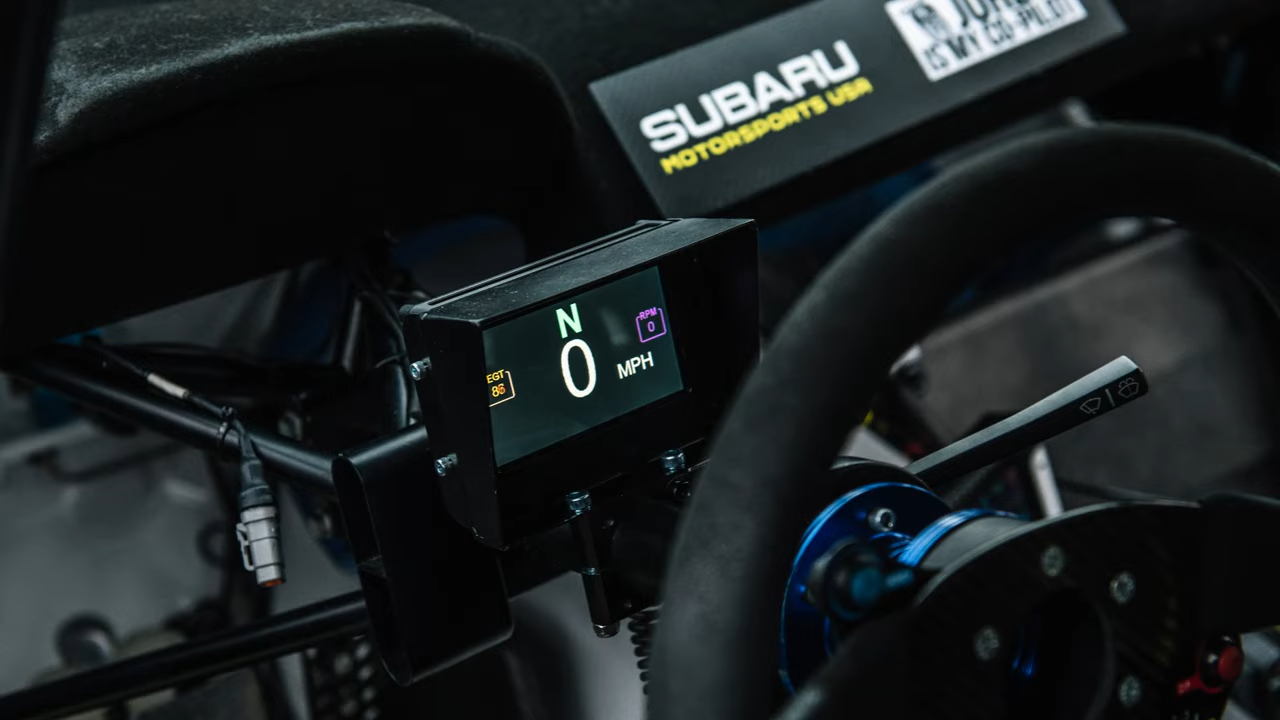 SUBARU
MOTORSPORTS USA
IS MY CO-PILOT
N
RPM
0
0
MPH
EGT
86